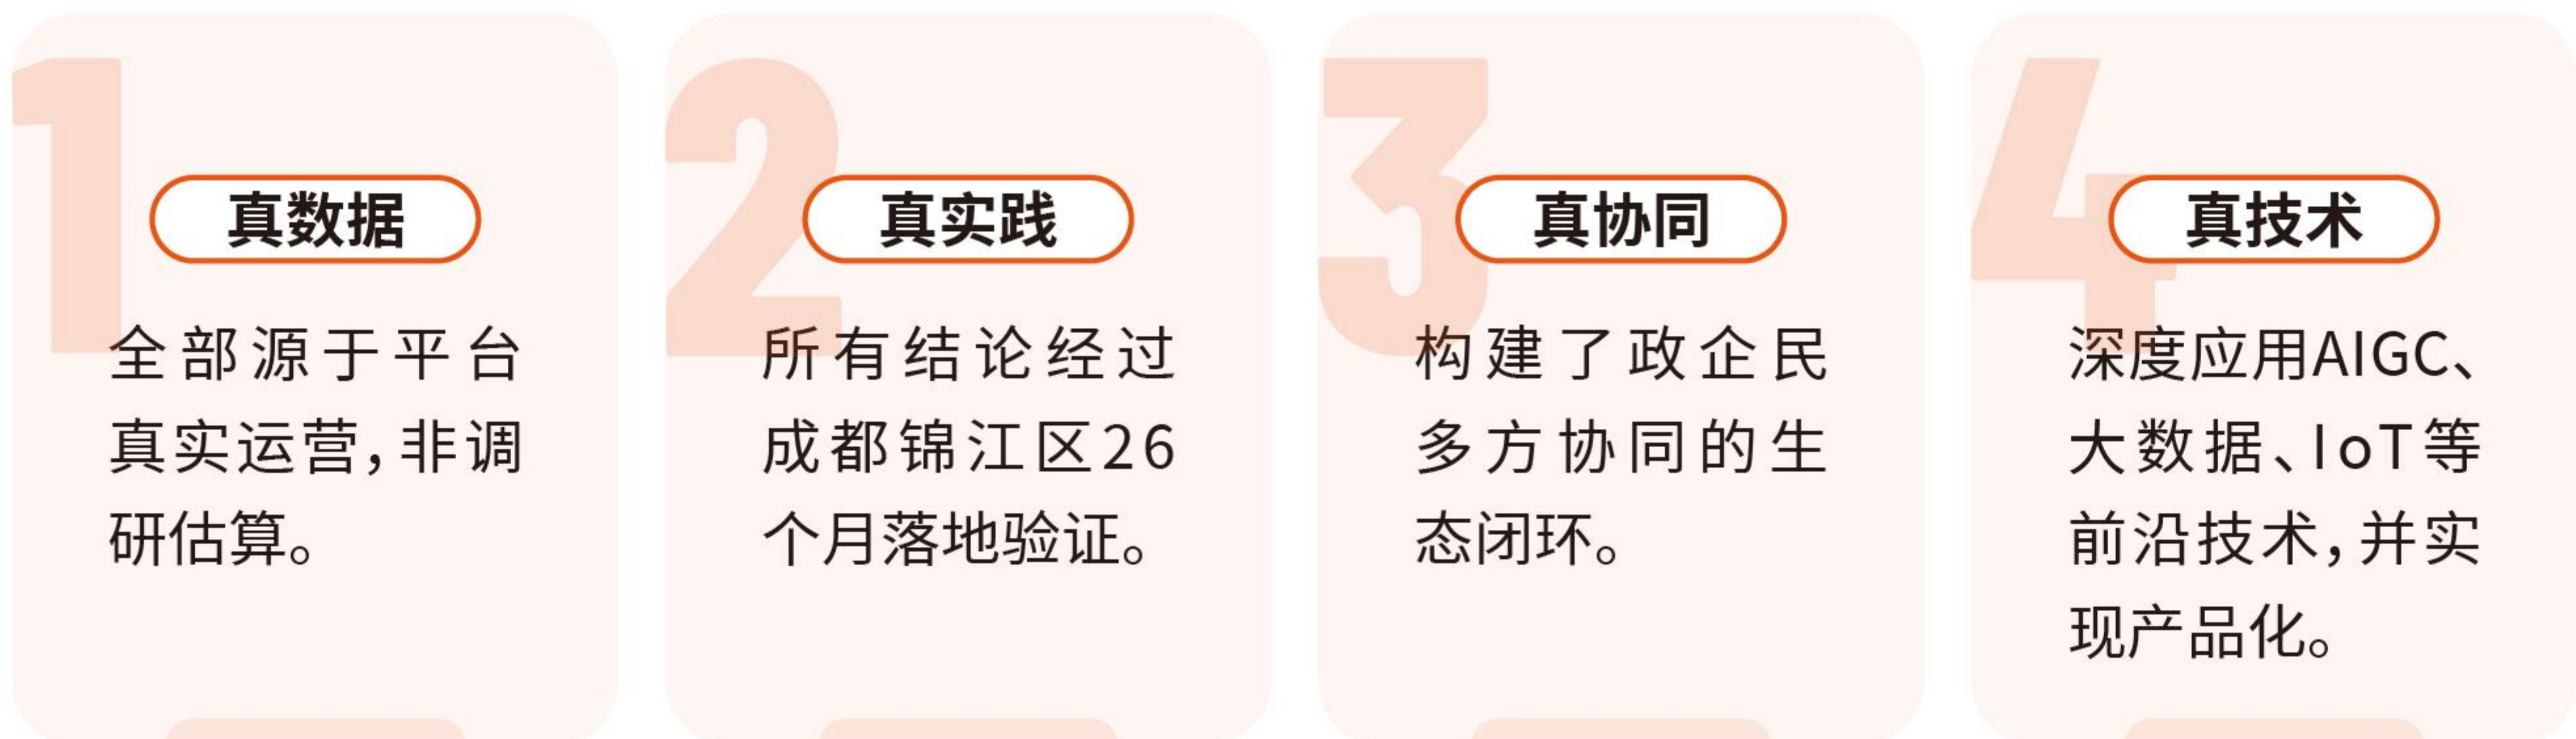 1
真数据
全部源于平台
真实运营，非调
研估算。
2
真实践
所有结论经过
成都锦江区26
个月落地验证。
3
真协同
构建了政企民
多方协同的生
态闭环。
4
真技术
深度应用AIGC、
大数据、IoT等
前沿技术，并实
现产品化。